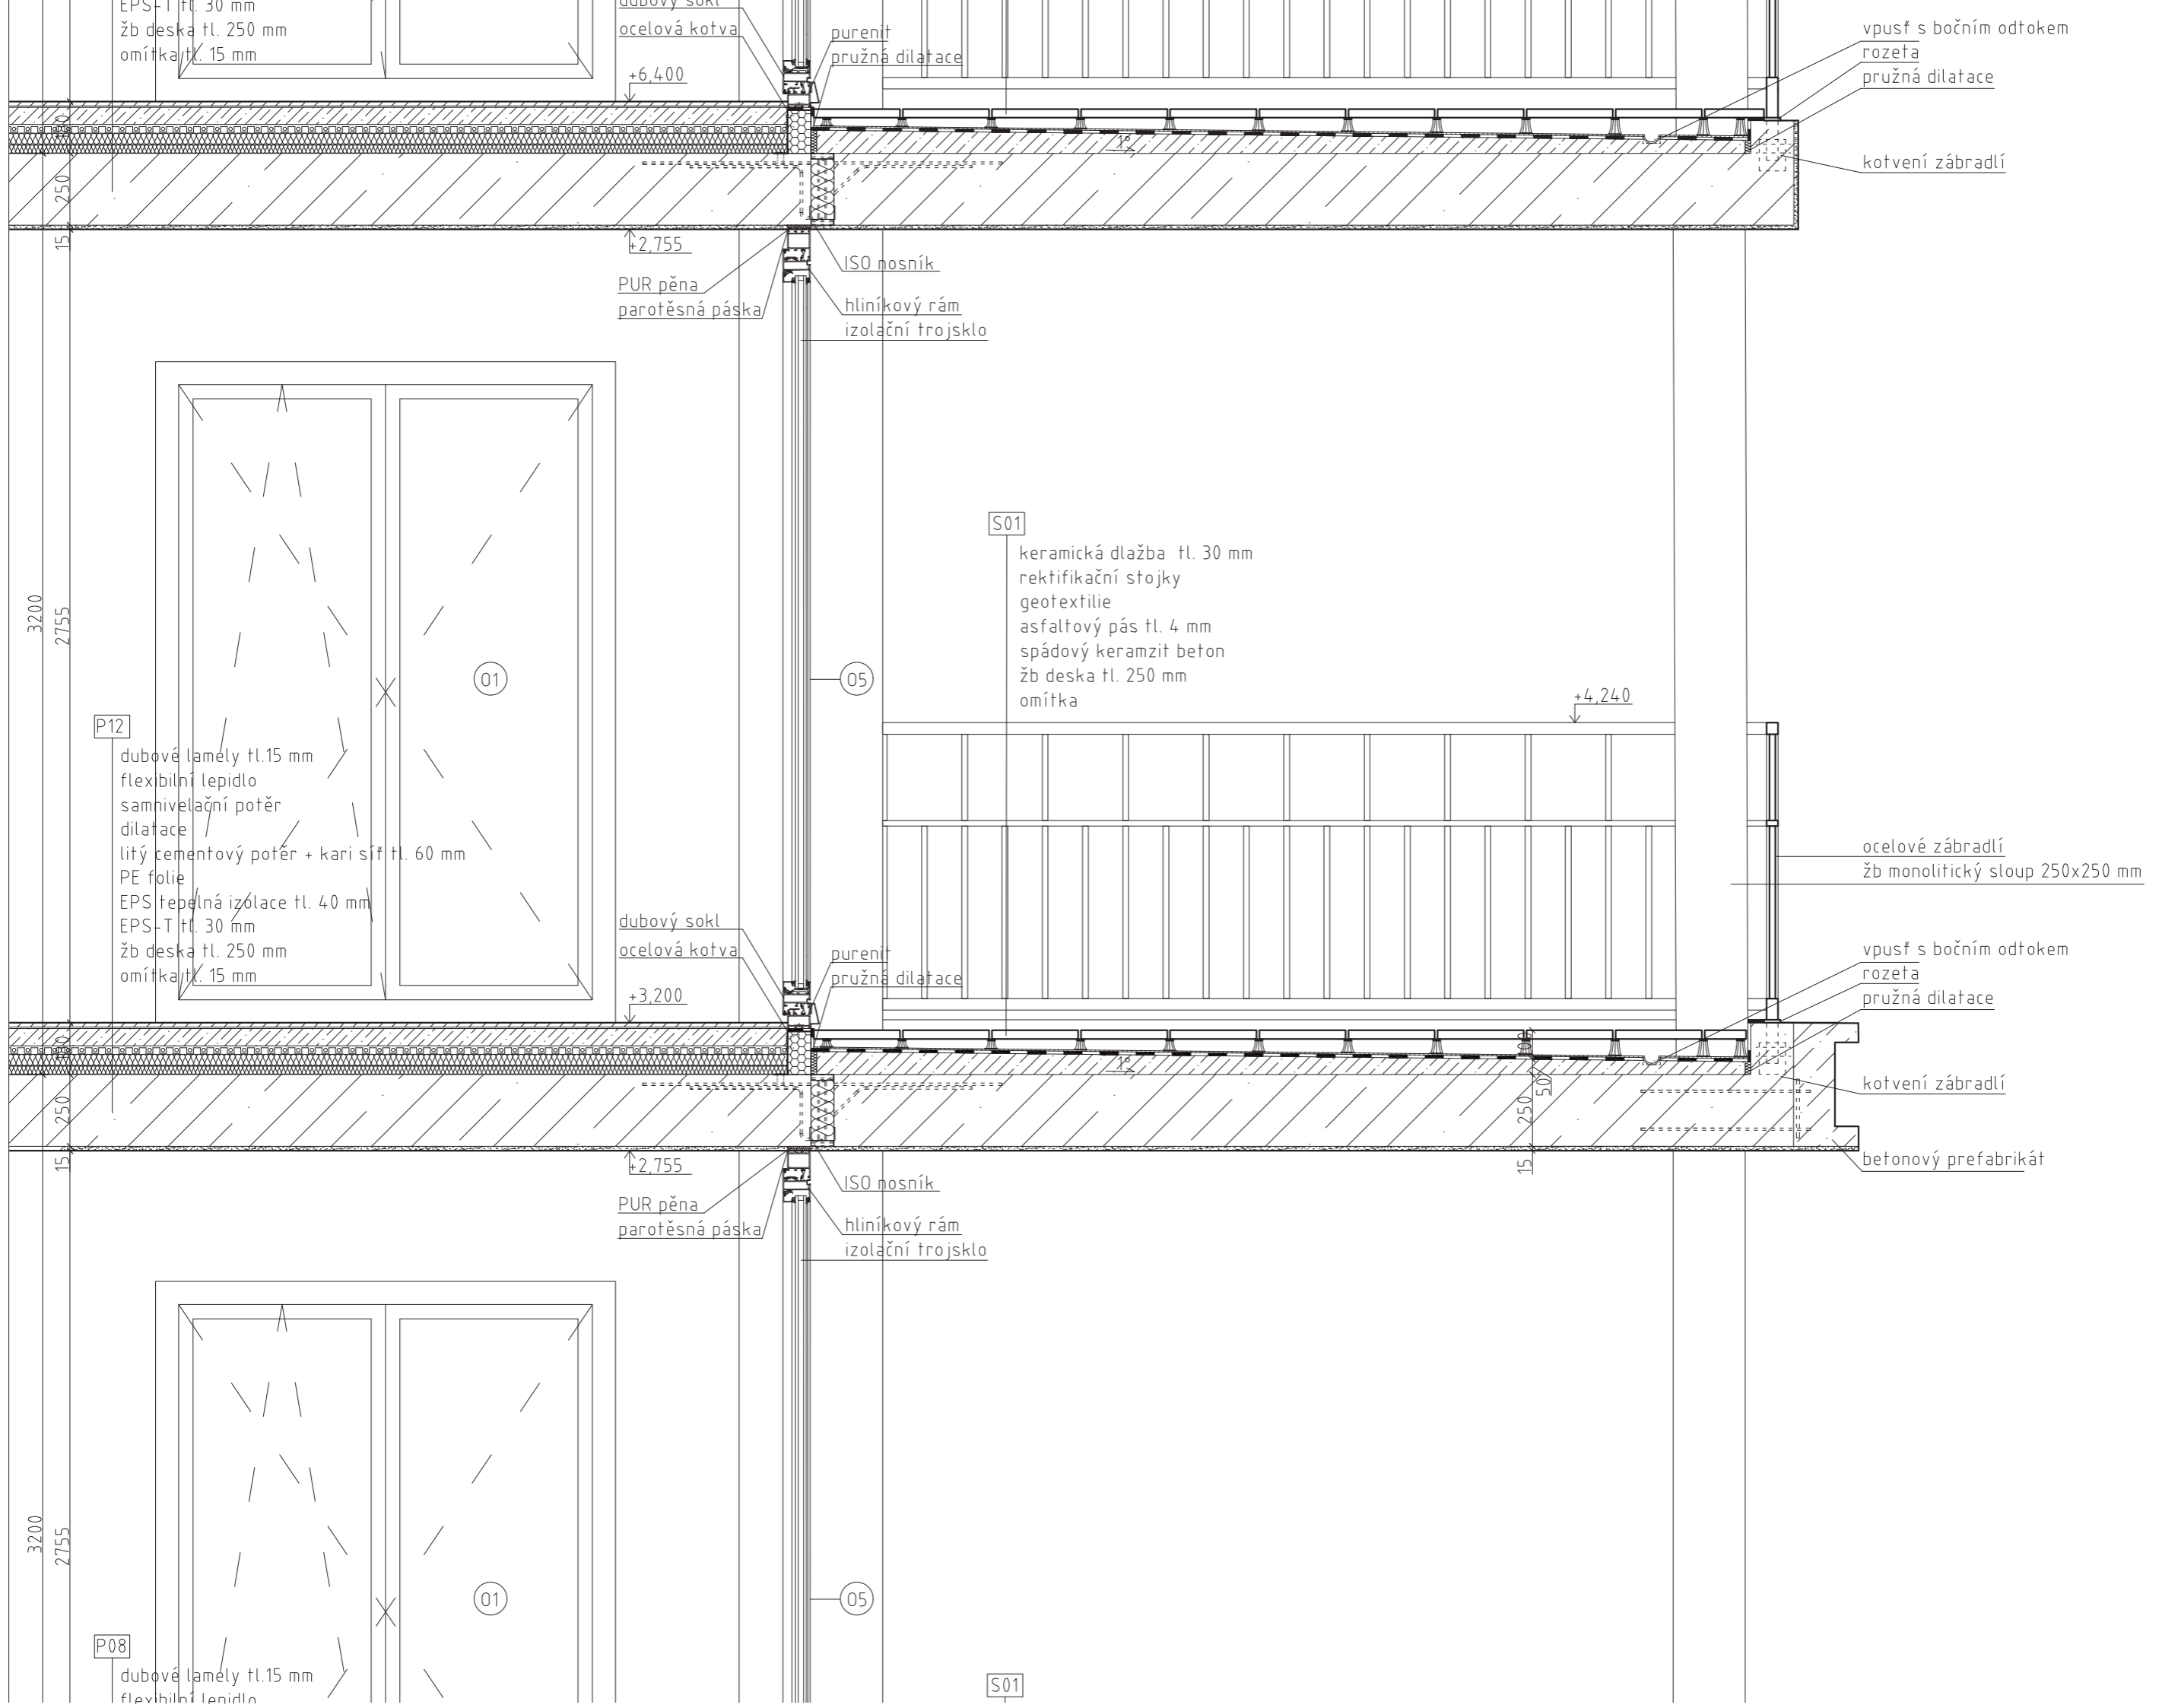 EPS-T tl. 30 mm
žb deska tl. 250 mm
omítka tl. 15 mm
dubový sokl
ocelová kotva
+6,400
purenit
pružná dilatace
vpusť s bočním odtokem
rozeta
pružná dilatace
kotvení zábradlí
1°
250
15
+2,755
PUR pěna
parotěsná páska
ISO nosník
hliníkový rám
izolační trojsklo
3200
2755
01
05
S01
keramická dlažba tl. 30 mm
rektifikační stojky
geotextilie
asfaltový pás tl. 4 mm
spádový keramzit beton
žb deska tl. 250 mm
omítka
+4,240
P12
dubové lamely tl.15 mm
flexibilní lepidlo
samnivelační potěr
dilatace
litý cementový potěr + kari síť tl. 60 mm
PE folie
EPS tepelná izolace tl. 40 mm
EPS-T tl. 30 mm
žb deska tl. 250 mm
omítka tl. 15 mm
ocelové zábradlí
žb monolitický sloup 250x250 mm
dubový sokl
ocelová kotva
+3,200
purenit
pružná dilatace
vpusť s bočním odtokem
rozeta
pružná dilatace
kotvení zábradlí
betonový prefabrikát
1°
250
15
50
250
15
+2,755
PUR pěna
parotěsná páska
ISO nosník
hliníkový rám
izolační trojsklo
3200
2755
01
05
P08
dubové lamely tl.15 mm
flexibilní lepidlo
S01